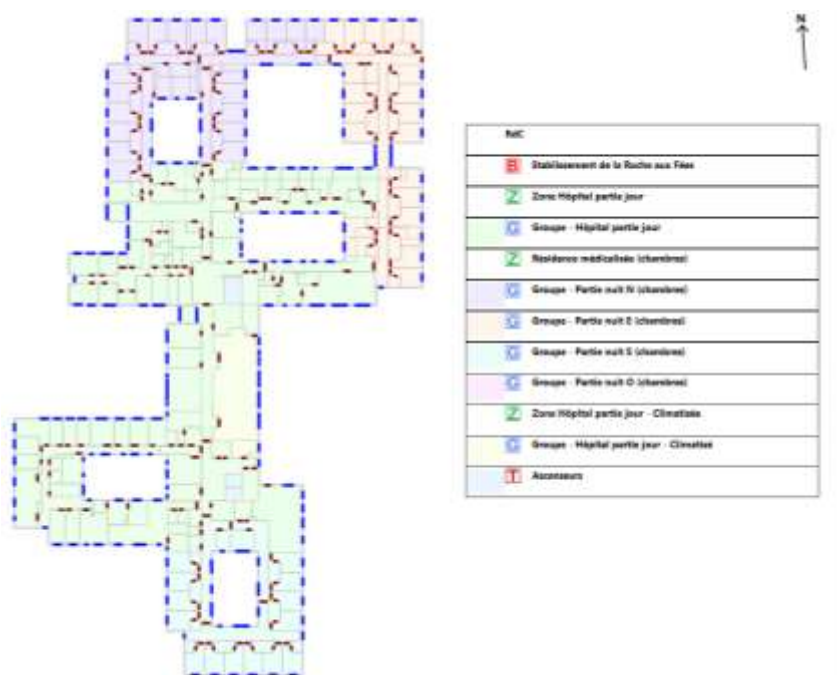 N
RdC
B Etablissement de la Roche aux Fées
Z Zone Hôpital partie jour
G Groupe - Hôpital partie jour
Z Résidence médicalisée (chambres)
G Groupe - Partie nuit N (chambres)
G Groupe - Partie nuit E (chambres)
G Groupe - Partie nuit S (chambres)
G Groupe - Partie nuit O (chambres)
Z Zone Hôpital partie jour - Climatisée
G Groupe - Hôpital partie jour - Climatisé
T Ascenseurs